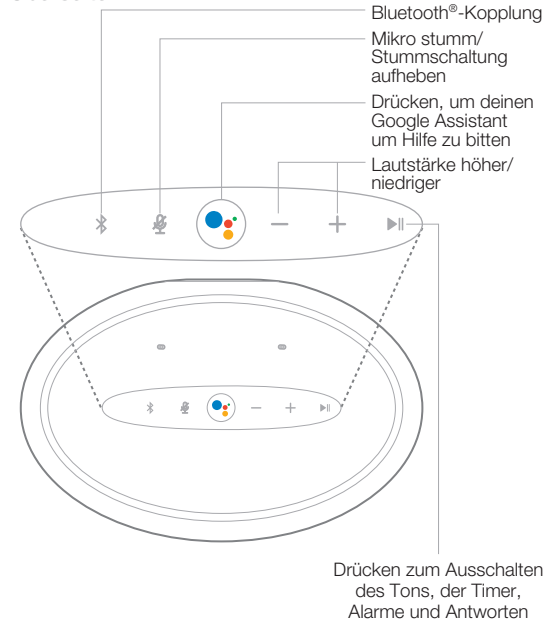 Bluetooth®-Kopplung
Mikro stumm/
Stummschaltung
aufheben
Drücken, um deinen
Google Assistant
um Hilfe zu bitten
Lautstärke höher/
niedriger
Drücken zum Ausschalten
des Tons, der Timer,
Alarme und Antworten